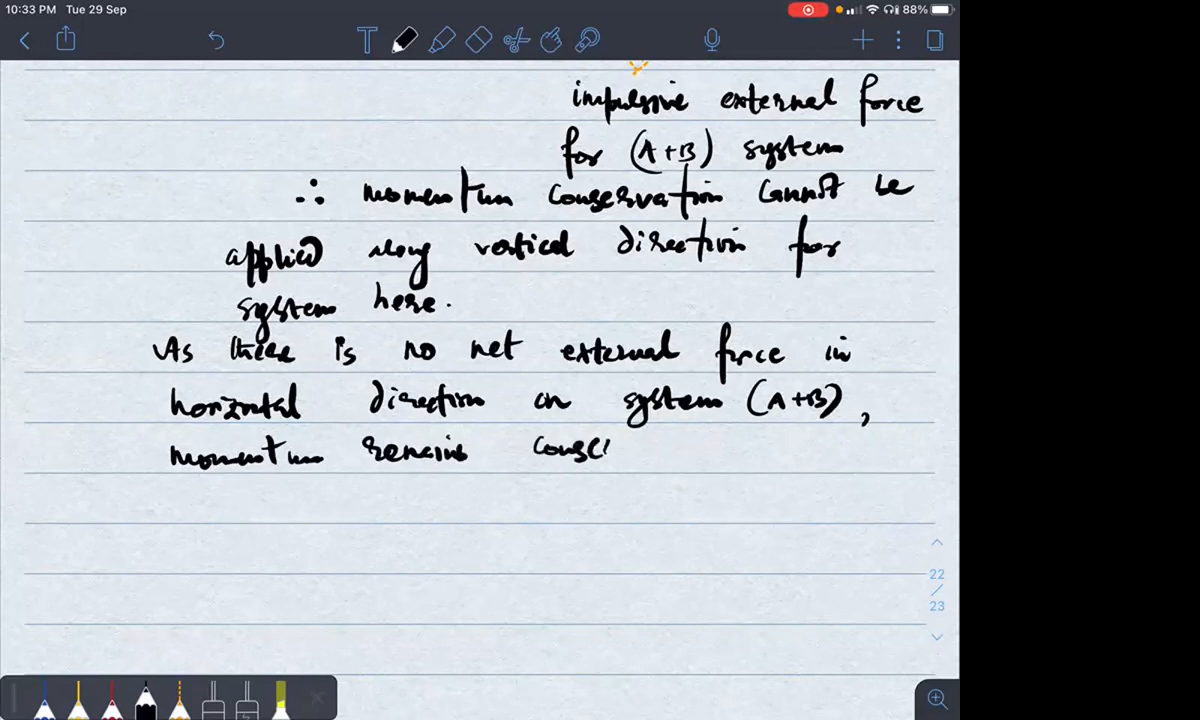 10:33 PM Tue 29 Sep
88%
T
impulsive external force
for (A+B) system
∴ momentum conservation cannot be
applied along vertical direction for
system here.
As there is no net external force in
horizontal direction on system (A+B),
momentum remains conse
22
/
23